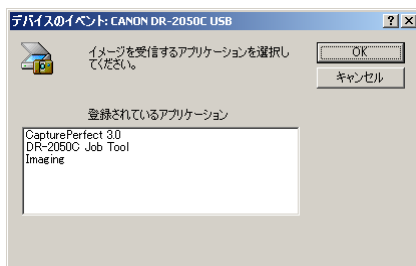 デバイスのイベント: CANON DR-2050C USB
イメージを受信するアプリケーションを選択し
てください。
OK
キャンセル
登録されているアプリケーション
CapturePerfect 3.0
DR-2050C Job Tool
Imaging